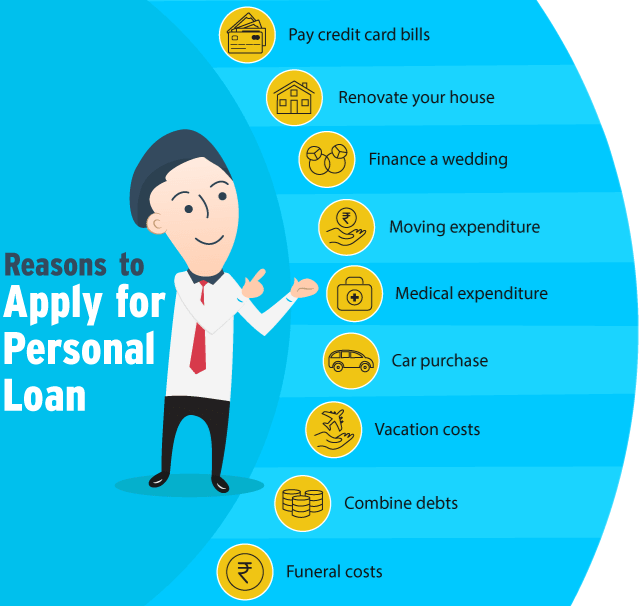 Reasons to
Apply for
Personal
Loan
Pay credit card bills
Renovate your house
Finance a wedding
Moving expenditure
Medical expenditure
Car purchase
Vacation costs
Combine debts
Funeral costs
₹
₹